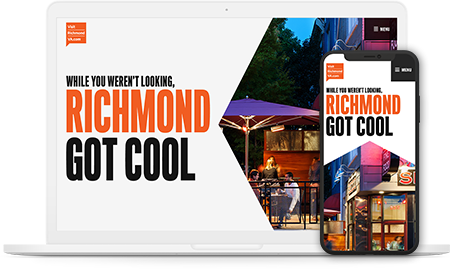 Visit
Richmond
VA.com
MENU
WHILE YOU WEREN'T LOOKING,
RICHMOND
GOT COOL
Visit
Richmond
VA.com
MENU
WHILE YOU WEREN'T LOOKING,
RICHMOND
GOT COOL
S